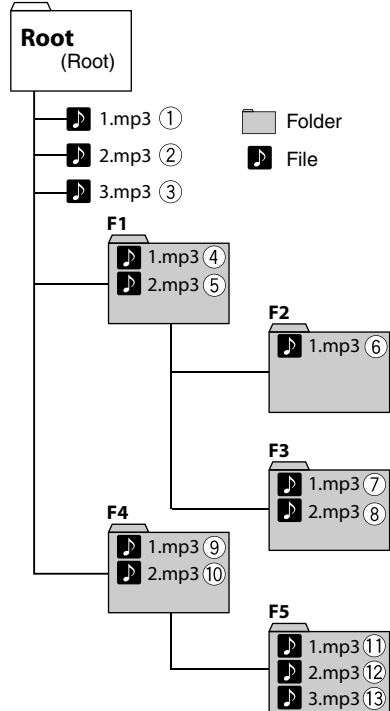 Root
(Root)
1.mp3 ①
2.mp3 ②
3.mp3 ③
Folder
File
F1
1.mp3 ④
2.mp3 ⑤
F2
1.mp3 ⑥
F3
1.mp3 ⑦
2.mp3 ⑧
F4
1.mp3 ⑨
2.mp3 ⑩
F5
1.mp3 ⑪
2.mp3 ⑫
3.mp3 ⑬